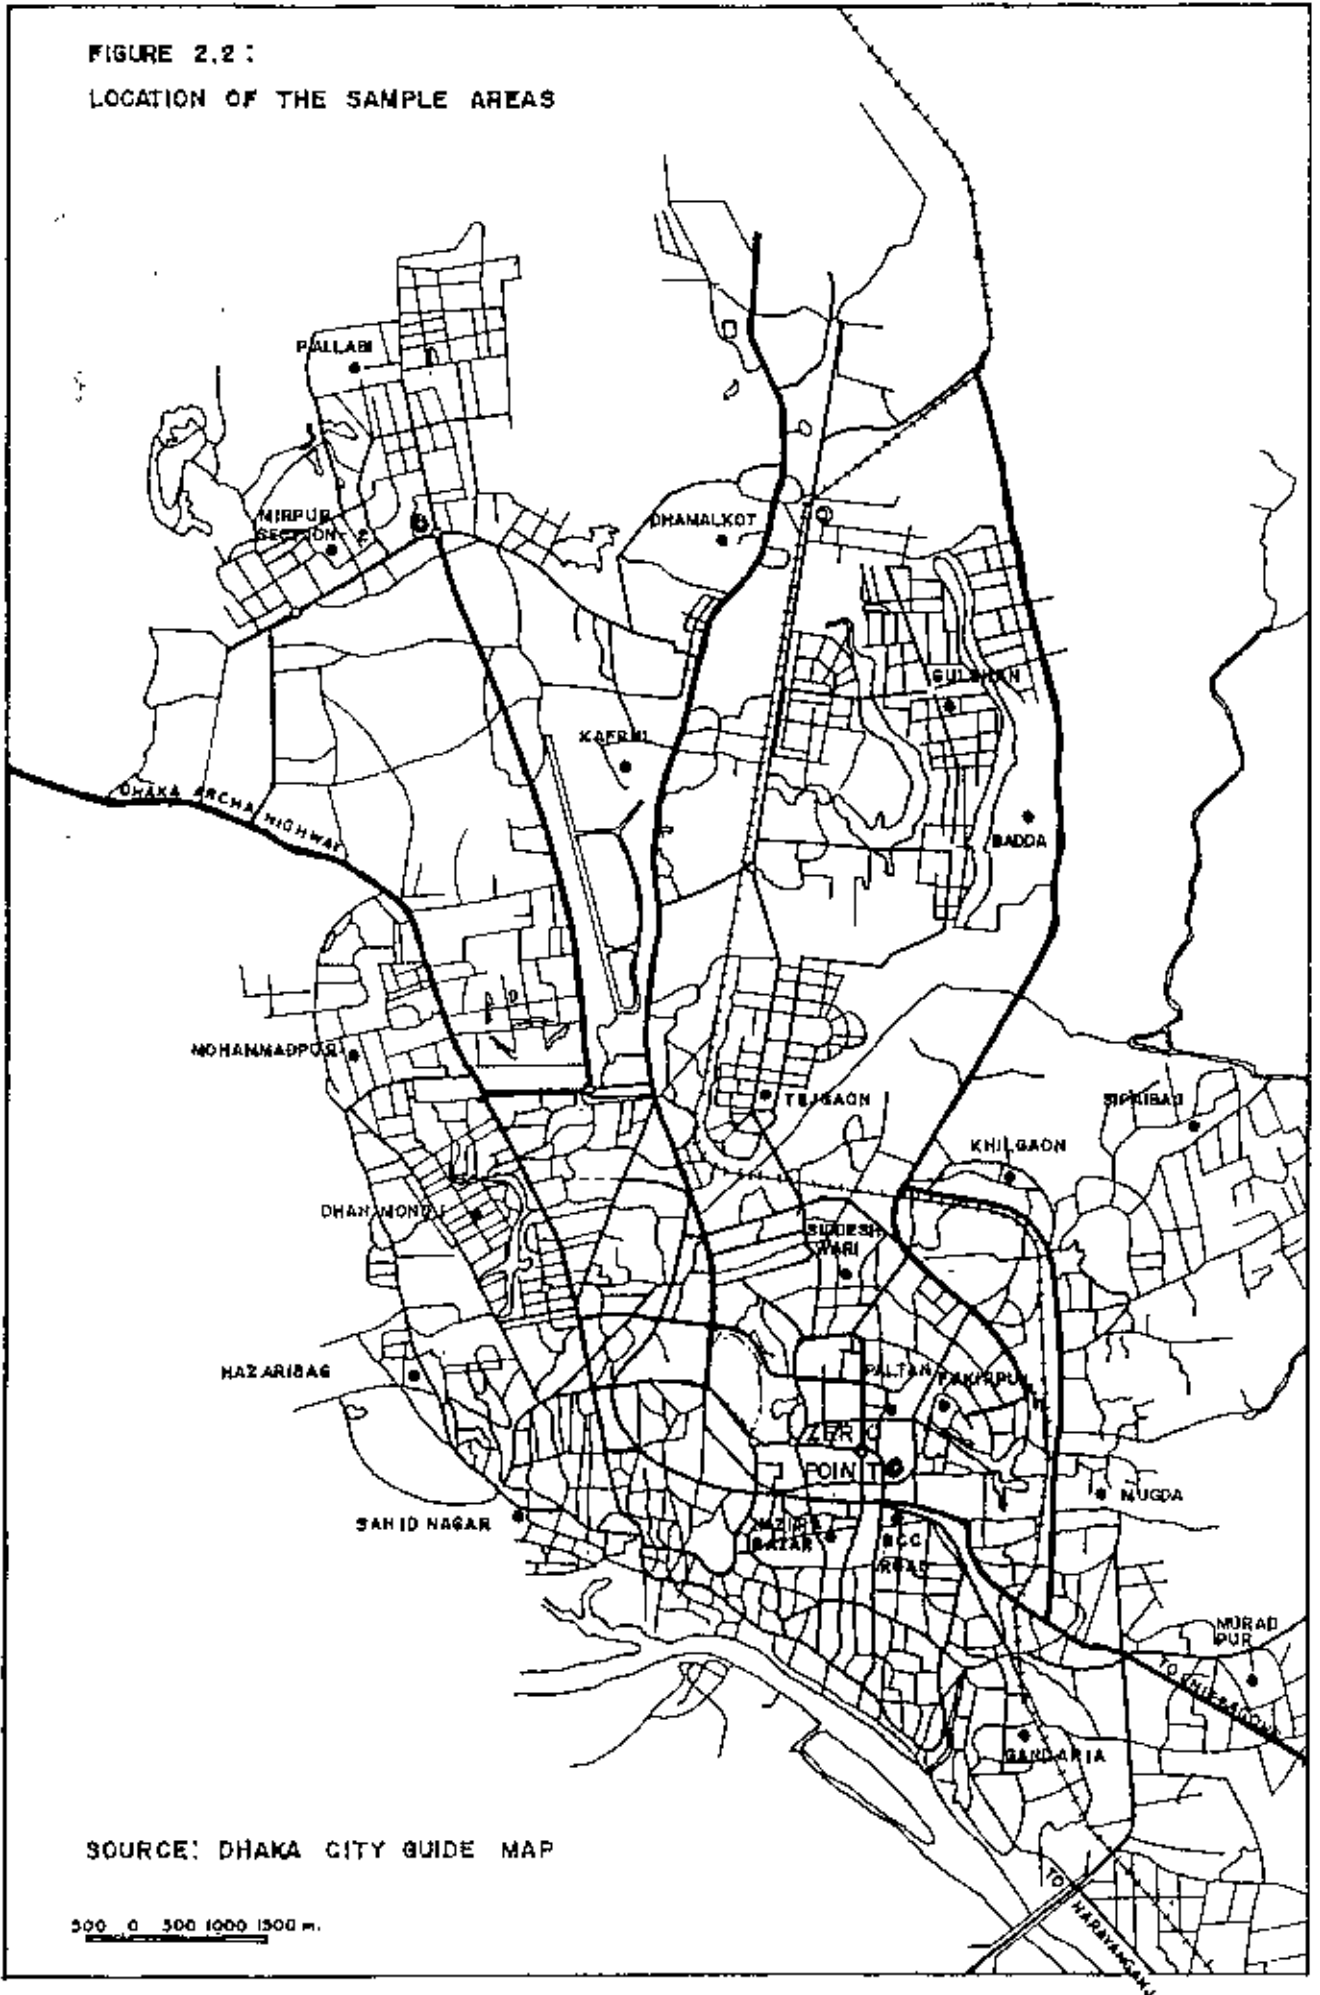 FIGURE 2.2 :
LOCATION OF THE SAMPLE AREAS
PALLABI
MIRPUR
SECTION - 2
DHAMALKOT
GULSHAN
KAFRUL
DHAKA ARCHA HIGHWAY
BADDA
MOHAMMADPUR
TEJGAON
SIPAIBAG
KHILGAON
DHANMONDI
SIDDESH
WARI
HAZARIBAG
PALTAN
FAKIRPUL
ZERO
POINT
MUGDA
SAHID NAGAR
NAZIRA
BAZAR
BCC
ROAD
MURAD
PUR
TO
GANDARIA
SOURCE: DHAKA CITY GUIDE MAP
TO NARAYANGANJ
500 0 500 1000 1500 m.